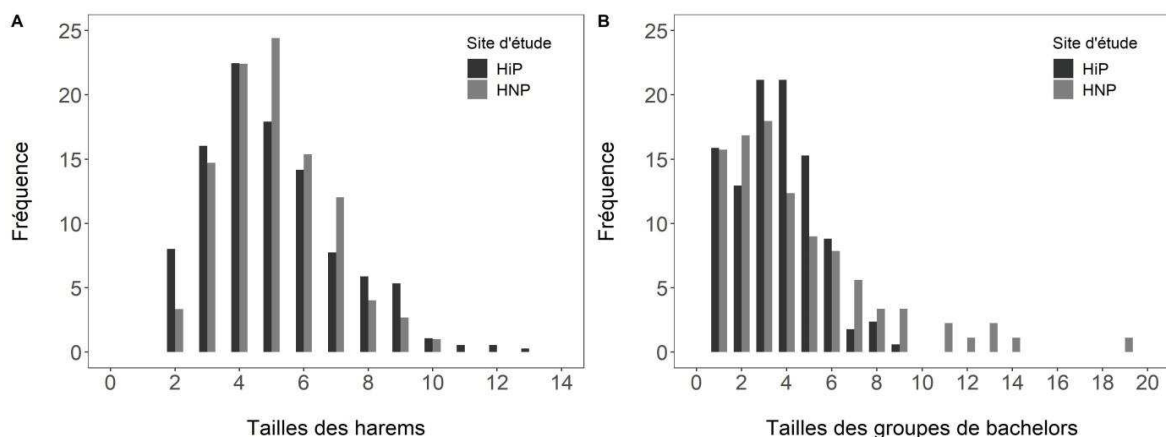 A
Fréquence
25
20
15
10
5
0
Site d'étude
HiP
HNP
0 2 4 6 8 10 12 14
Tailles des harems
B
Fréquence
25
20
15
10
5
0
Site d'étude
HiP
HNP
0 2 4 6 8 10 12 14 16 18 20
Tailles des groupes de bachelors